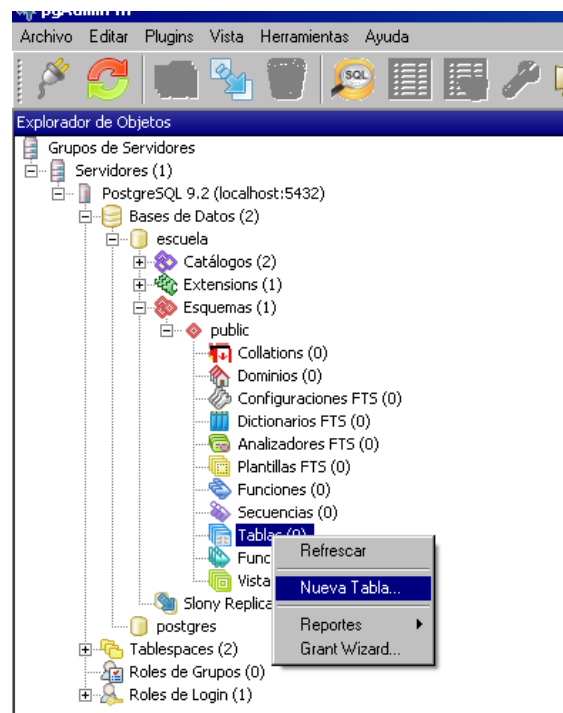 pgAdmin III
Archivo Editar Plugins Vista Herramientas Ayuda
SQL
Explorador de Objetos
Grupos de Servidores
Servidores (1)
PostgreSQL 9.2 (localhost:5432)
Bases de Datos (2)
escuela
Catálogos (2)
Extensions (1)
Esquemas (1)
public
Collations (0)
Dominios (0)
Configuraciones FTS (0)
Dictionarios FTS (0)
Analizadores FTS (0)
Plantillas FTS (0)
Funciones (0)
Secuencias (0)
Tablas (0)
Refrescar
Func
Nueva Tabla...
Vista
Slony Replica
Reportes
postgres
Grant Wizard...
Tablespaces (2)
Roles de Grupos (0)
Roles de Login (1)